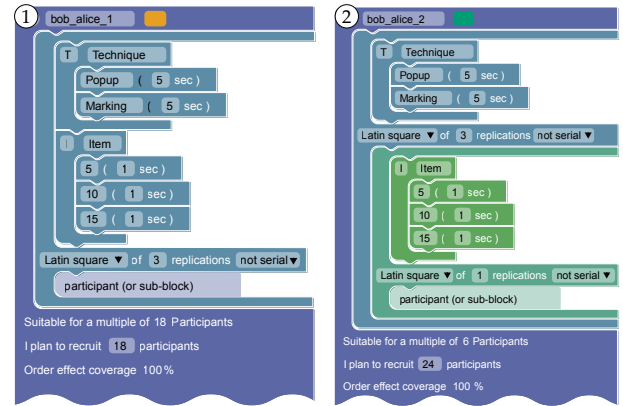 1 bob_alice_1
T Technique
Popup ( 5 sec )
Marking ( 5 sec )
I Item
5 ( 1 sec )
10 ( 1 sec )
15 ( 1 sec )
Latin square ▼ of 3 replications not serial ▼
participant (or sub-block)
Suitable for a multiple of 18 Participants
I plan to recruit 18 participants
Order effect coverage 100 %
2 bob_alice_2
T Technique
Popup ( 5 sec )
Marking ( 5 sec )
Latin square ▼ of 3 replications not serial ▼
I Item
5 ( 1 sec )
10 ( 1 sec )
15 ( 1 sec )
Latin square ▼ of 1 replications not serial ▼
participant (or sub-block)
Suitable for a multiple of 6 Participants
I plan to recruit 24 participants
Order effect coverage 100 %